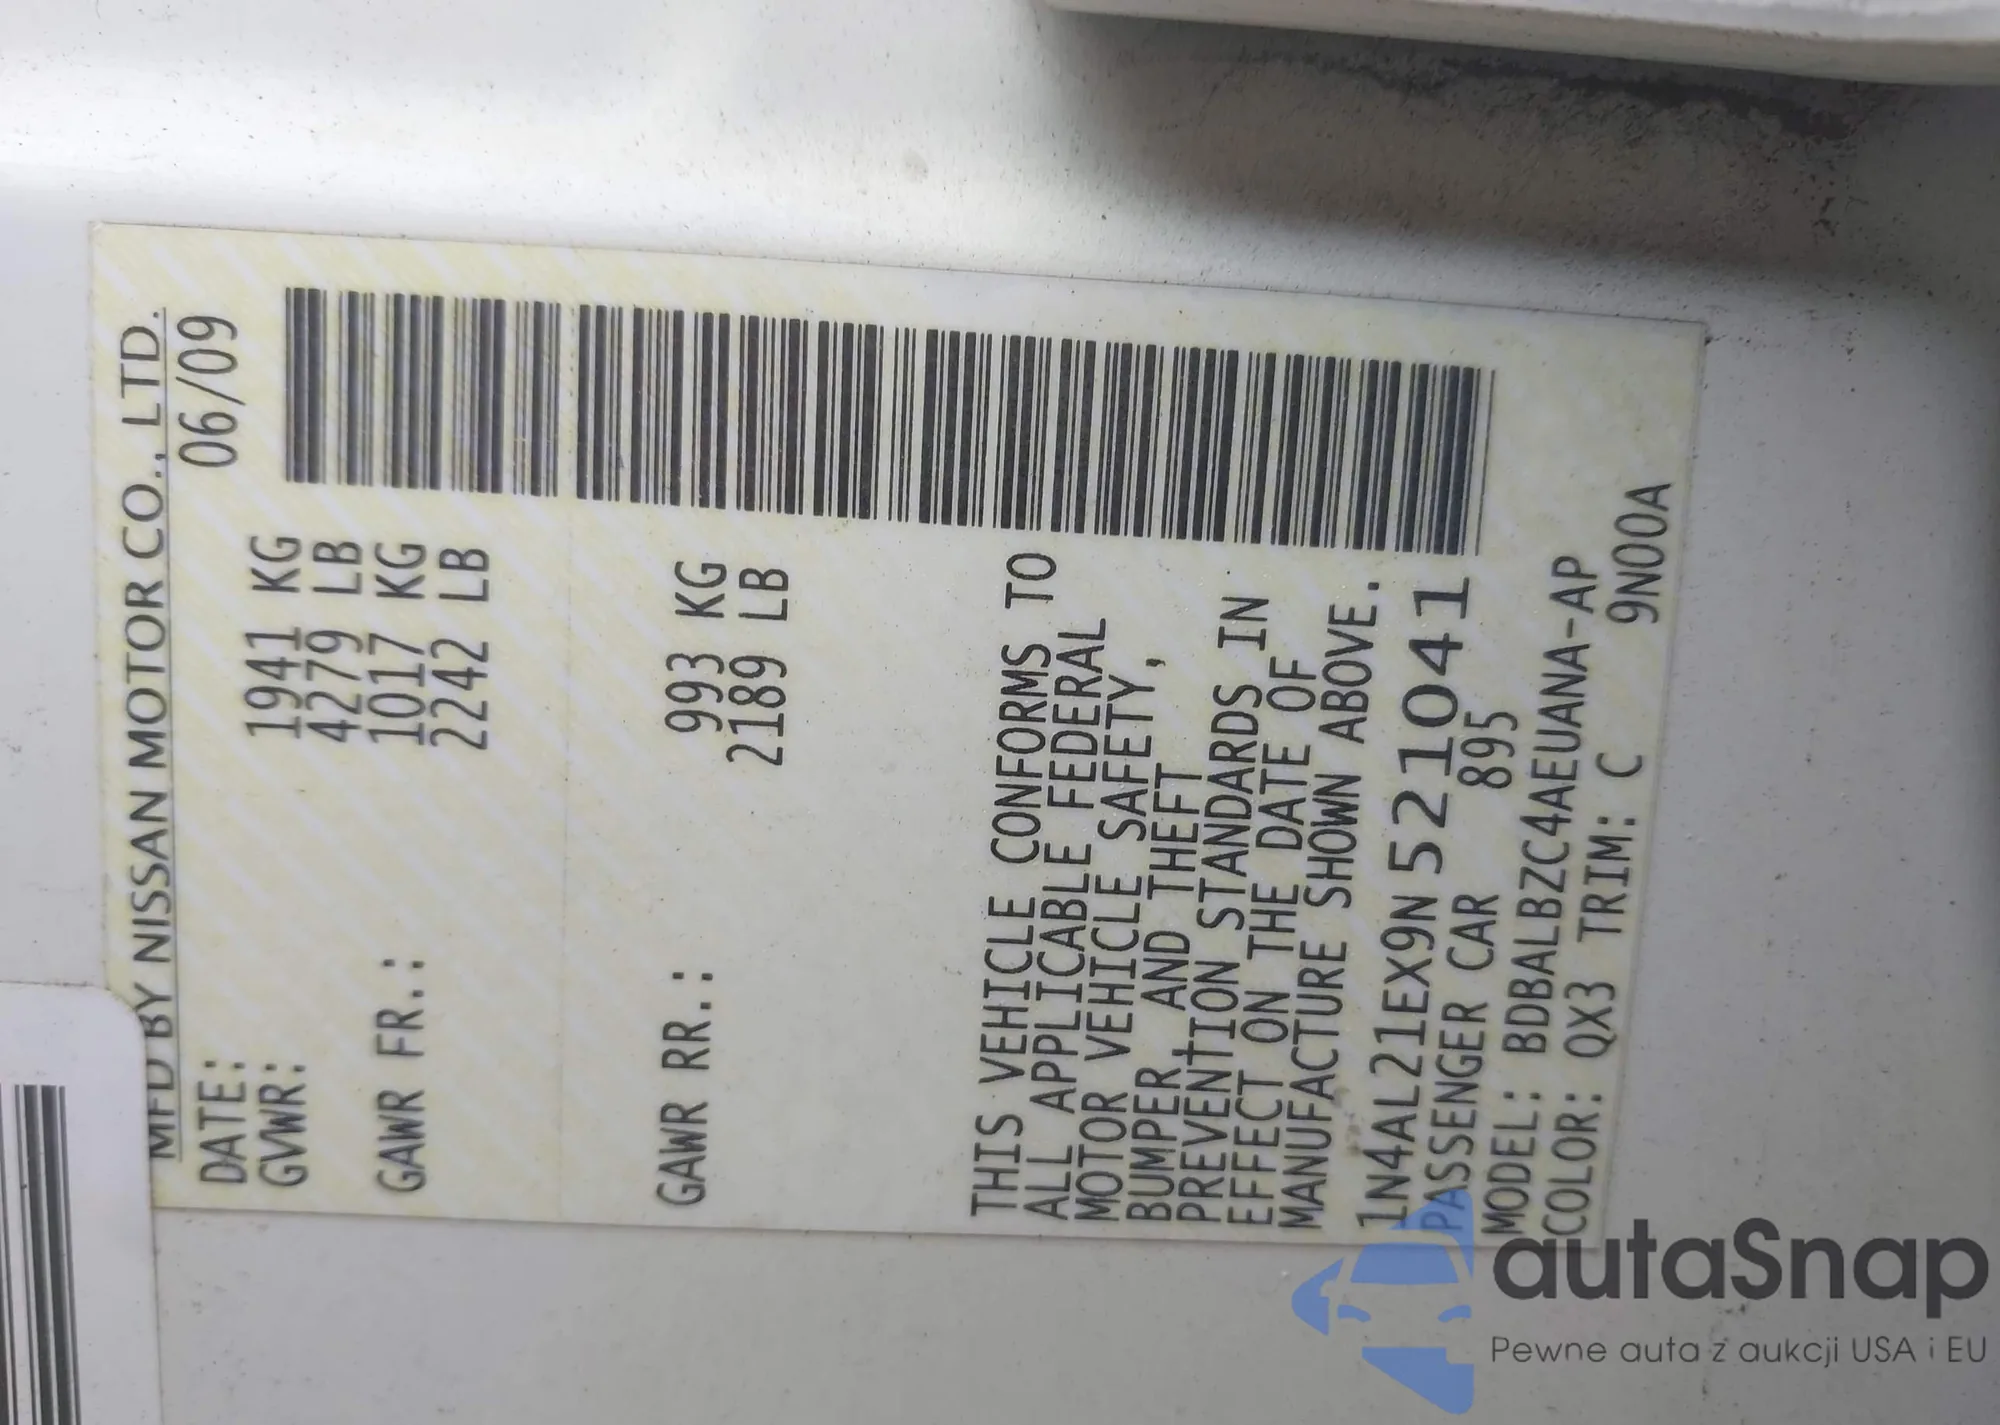 MFD BY NISSAN MOTOR CO., LTD.
DATE: 06/09
GVWR: 1941 KG
4279 LB
GAWR FR.: 1017 KG
2242 LB
GAWR RR.: 993 KG
2189 LB
THIS VEHICLE CONFORMS TO
ALL APPLICABLE FEDERAL
MOTOR VEHICLE SAFETY,
BUMPER, AND THEFT
PREVENTION STANDARDS IN
EFFECT ON THE DATE OF
MANUFACTURE SHOWN ABOVE.
1N4AL21EX9N521041
PASSENGER CAR 895
MODEL: BDBALBZC4AEUANA-AP
COLOR: QX3 TRIM: C 9N00A
autaSnap
Pewne auta z aukcji USA i EU